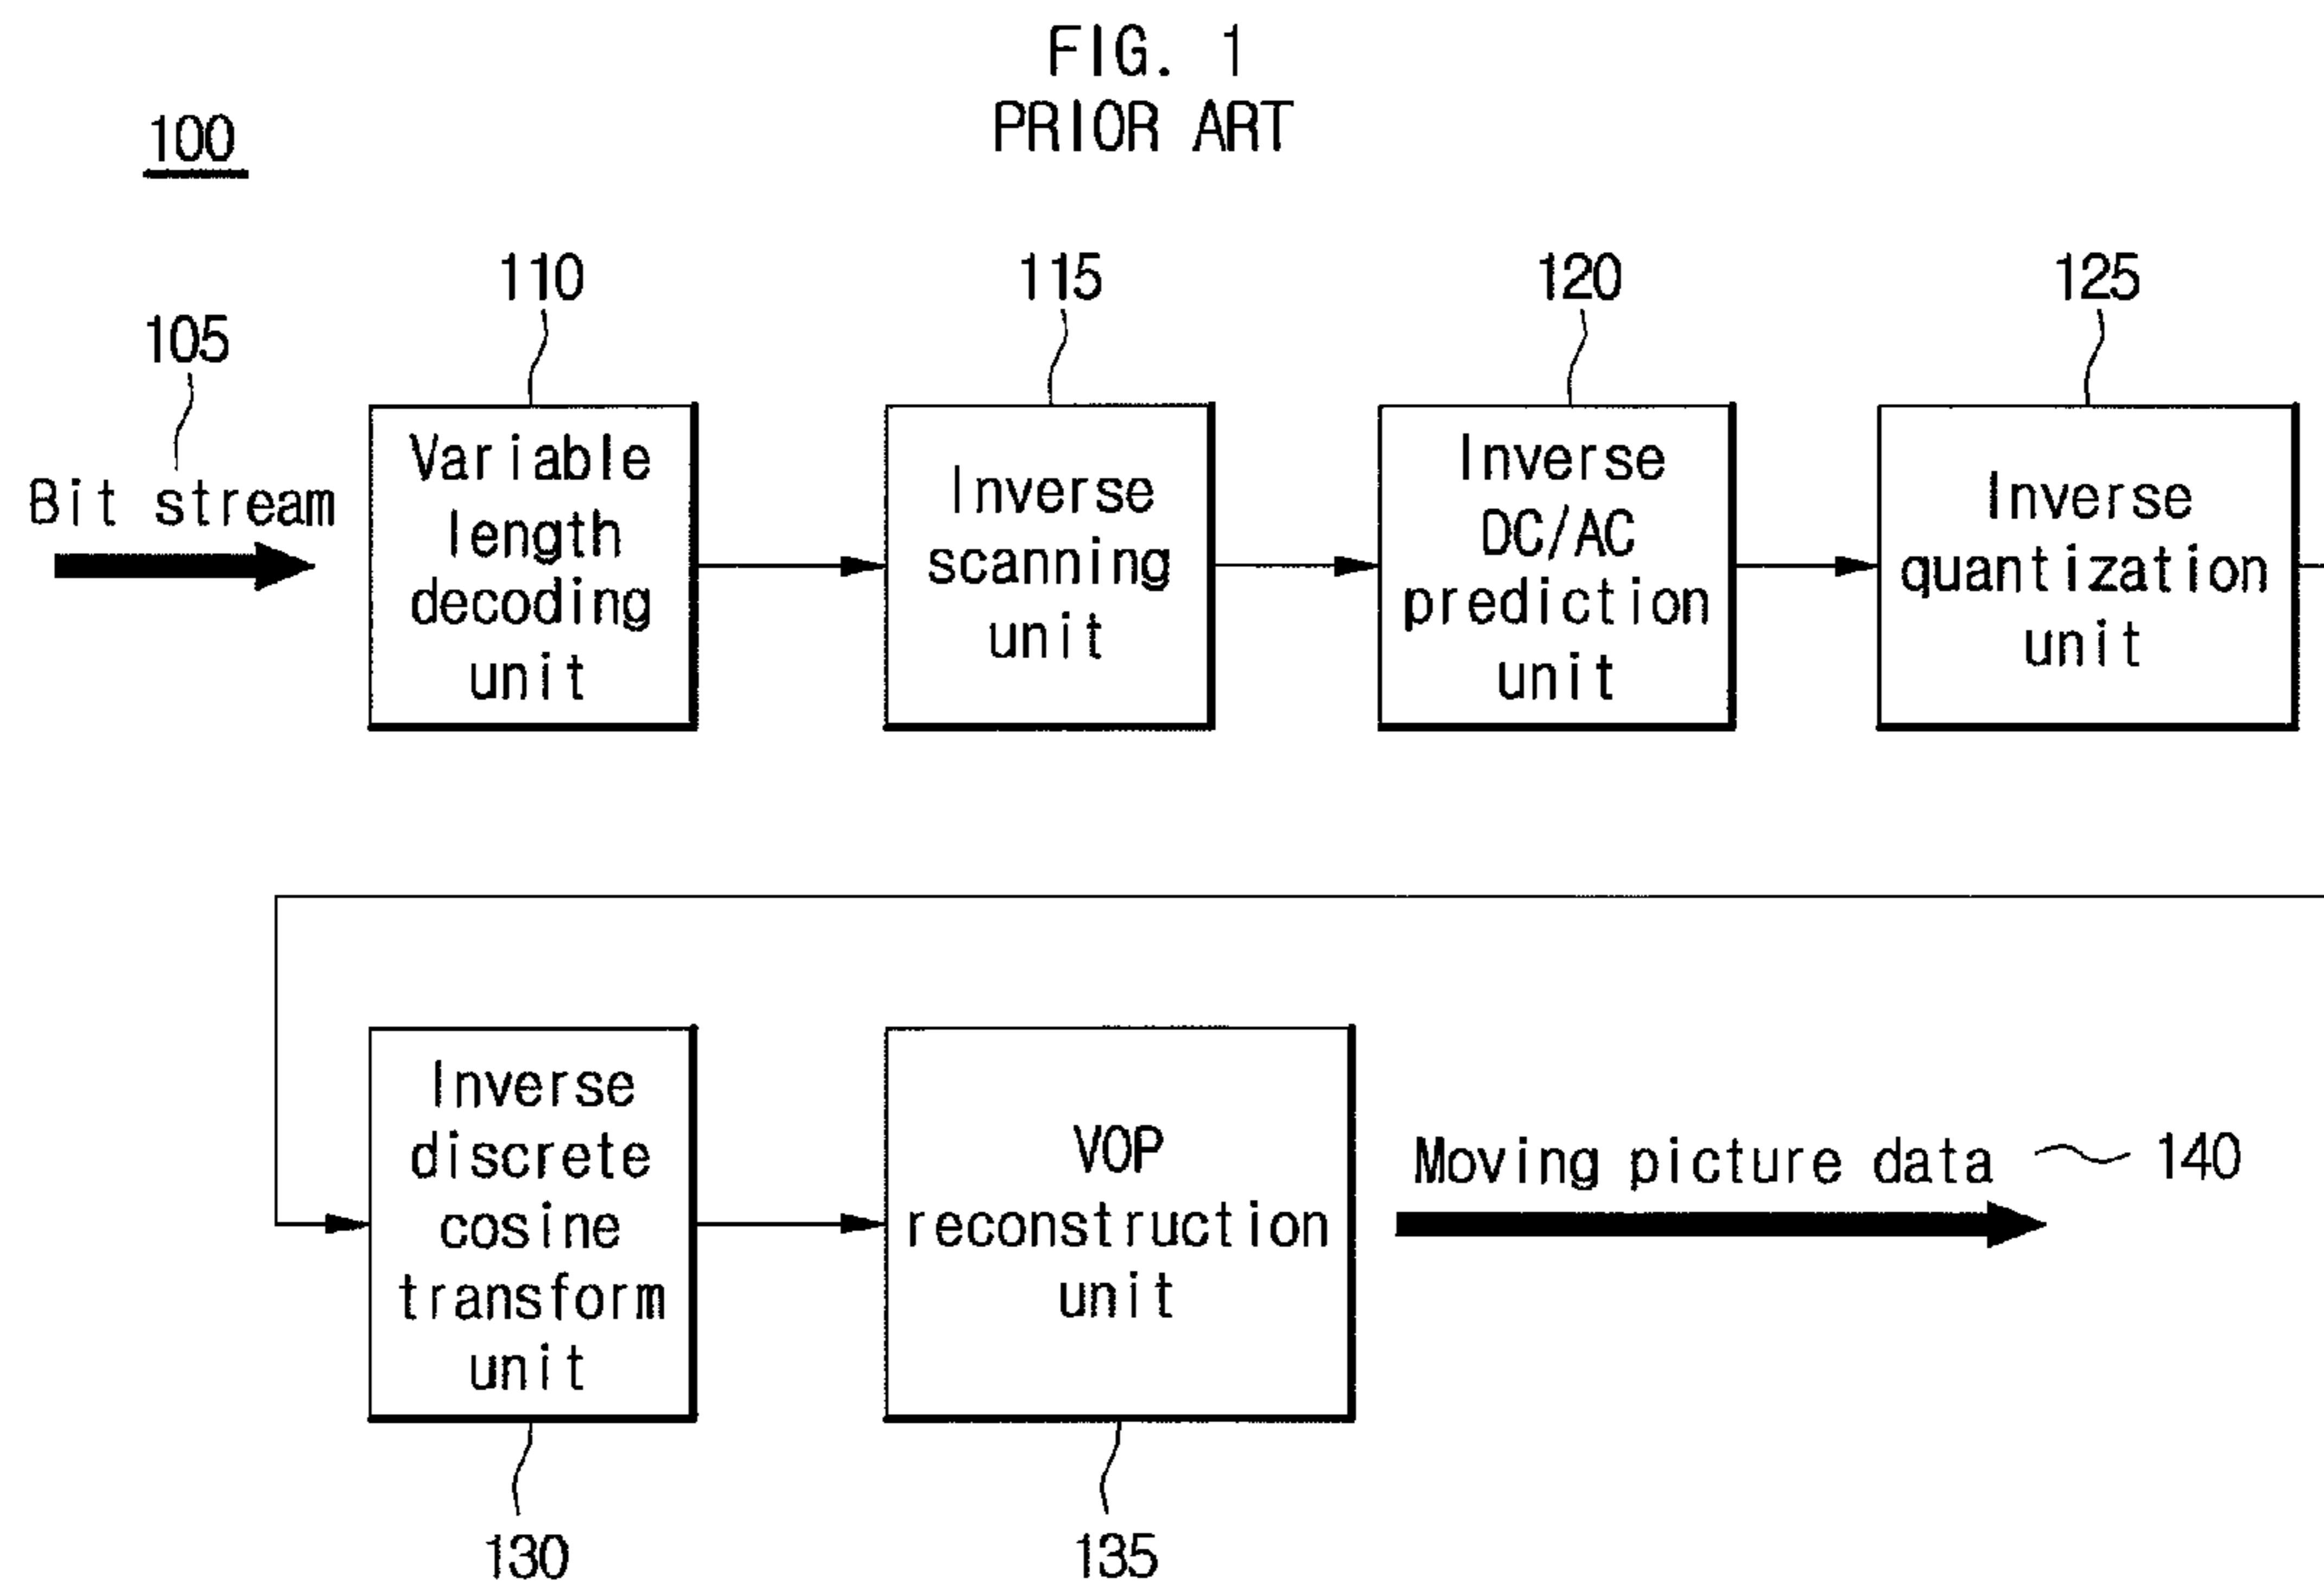 FIG. 1
PRIOR ART
100
105
110
115
120
125
Bit stream
Variable
length
decoding
unit
Inverse
scanning
unit
Inverse
DC/AC
prediction
unit
Inverse
quantization
unit
Inverse
discrete
cosine
transform
unit
VOP
reconstruction
unit
Moving picture data
140
130
135